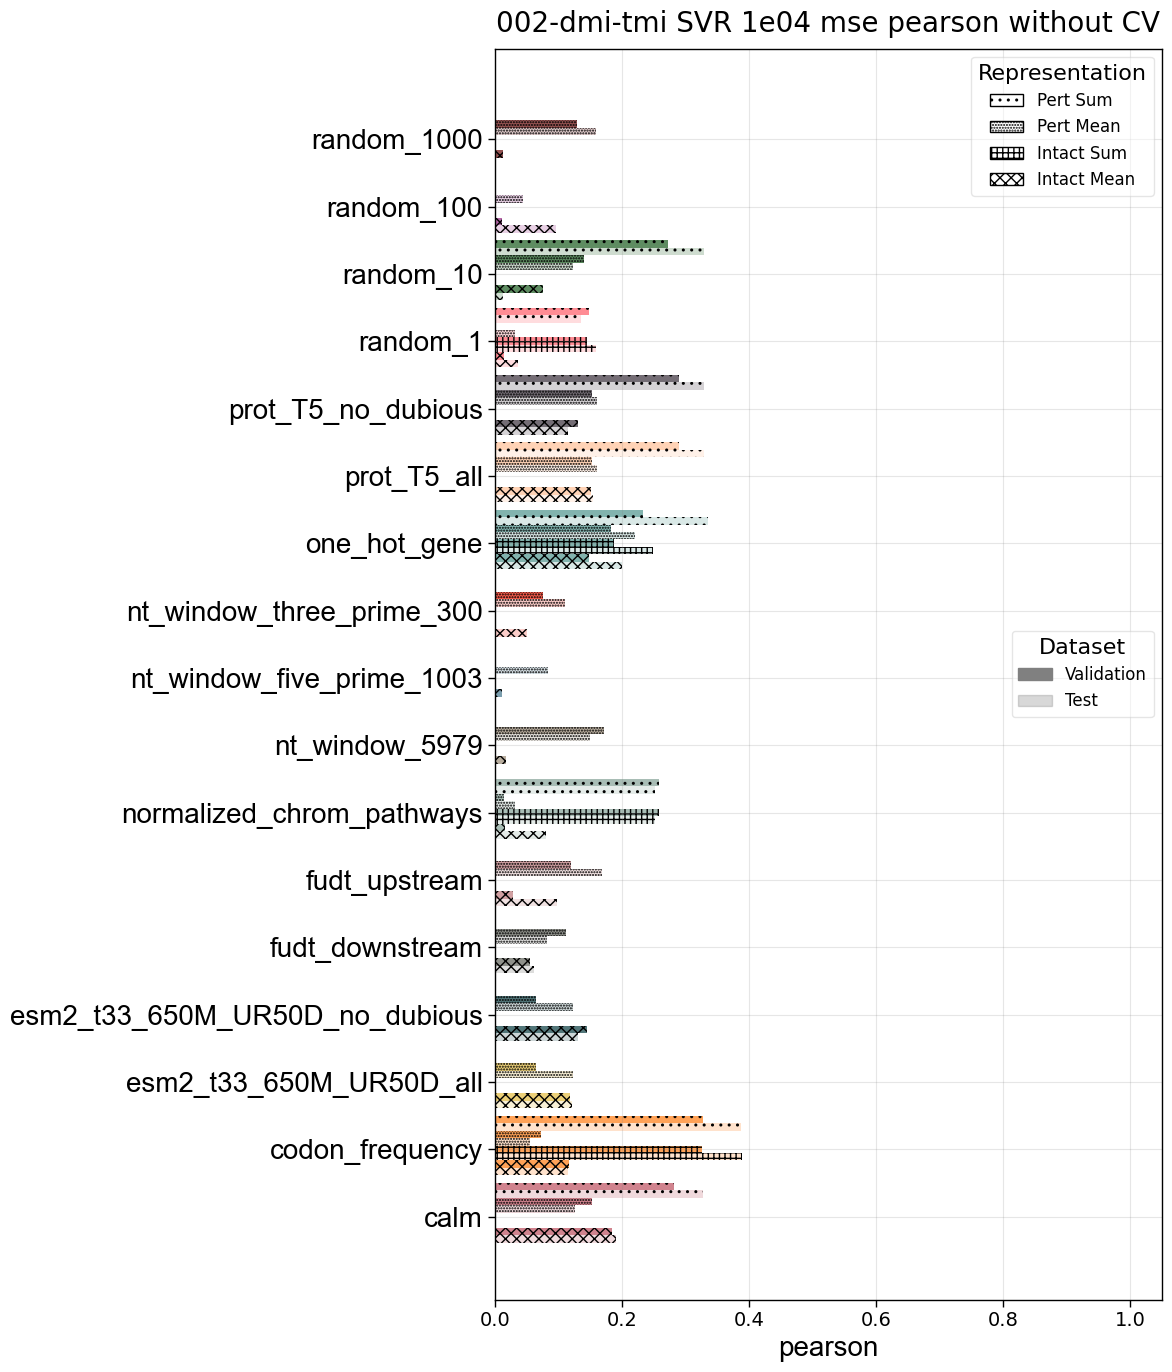 002-dmi-tmi SVR 1e04 mse pearson without CV
Representation
Pert Sum
Pert Mean
Intact Sum
Intact Mean
random_1000
random_100
random_10
random_1
prot_T5_no_dubious
prot_T5_all
one_hot_gene
nt_window_three_prime_300
Dataset
Validation
Test
nt_window_five_prime_1003
nt_window_5979
normalized_chrom_pathways
fudt_upstream
fudt_downstream
esm2_t33_650M_UR50D_no_dubious
esm2_t33_650M_UR50D_all
codon_frequency
calm
0.0 0.2 0.4 0.6 0.8 1.0
pearson